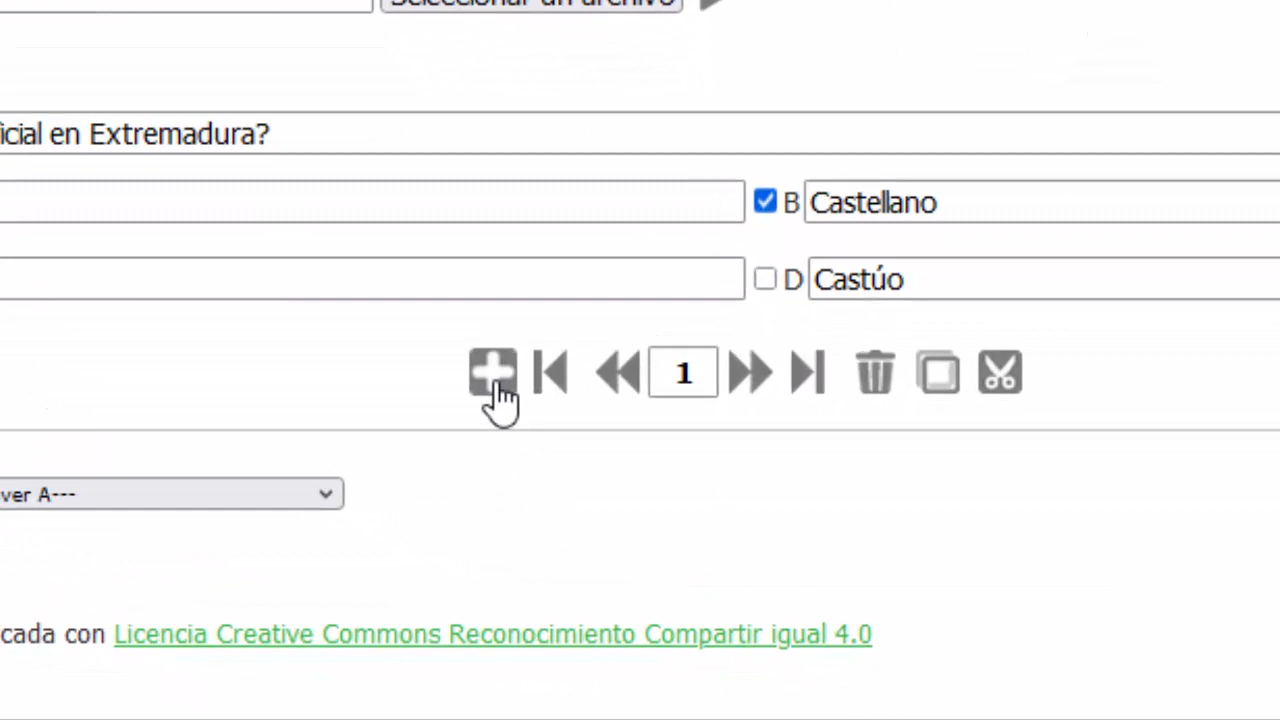 Seleccionar un archivo
icial en Extremadura?
B Castellano
D Castúo
1
ver A---
cada con Licencia Creative Commons Reconocimiento Compartir igual 4.0